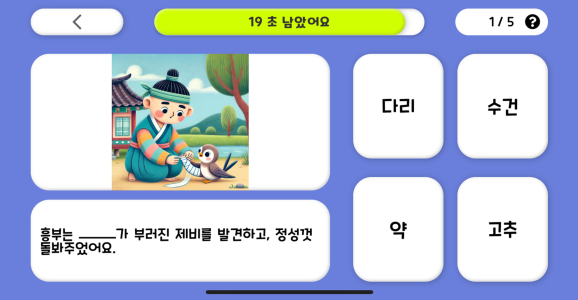 19 초 남았어요
1 / 5 ?
흥부는 ______가 부러진 제비를 발견하고, 정성껏
돌봐주었어요.
다리
수건
약
고추